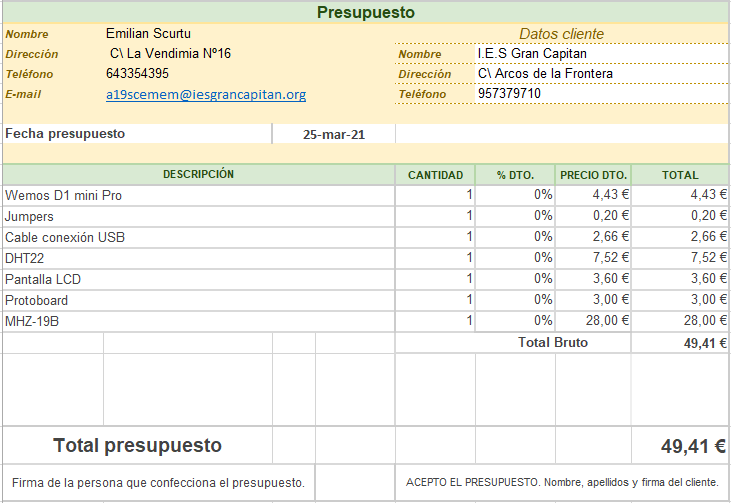 Presupuesto
Nombre Emilian Scurtu Datos cliente
Dirección C\ La Vendimia Nº16 Nombre I.E.S Gran Capitan
Teléfono 643354395 Dirección C\ Arcos de la Frontera
E-mail a19scemem@iesgrancapitan.org Teléfono 957379710
Fecha presupuesto 25-mar-21
DESCRIPCIÓN CANTIDAD % DTO. PRECIO DTO. TOTAL
Wemos D1 mini Pro 1 0% 4,43 € 4,43 €
Jumpers 1 0% 0,20 € 0,20 €
Cable conexión USB 1 0% 2,66 € 2,66 €
DHT22 1 0% 7,52 € 7,52 €
Pantalla LCD 1 0% 3,60 € 3,60 €
Protoboard 1 0% 3,00 € 3,00 €
MHZ-19B 1 0% 28,00 € 28,00 €
Total Bruto 49,41 €
Total presupuesto 49,41 €
Firma de la persona que confecciona el presupuesto. ACEPTO EL PRESUPUESTO. Nombre, apellidos y firma del cliente.